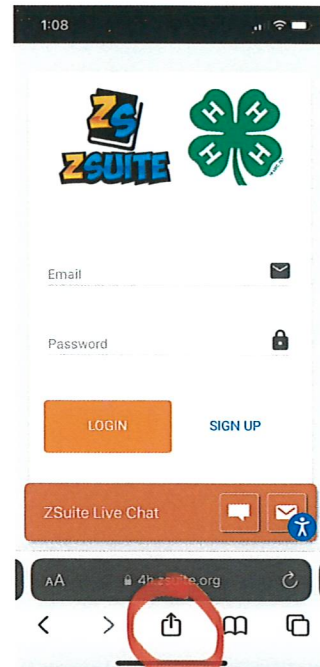 1:08
ZS
ZSUITE
H H
H H
Email
Password
LOGIN
SIGN UP
ZSuite Live Chat
AA
4h.zsuite.org